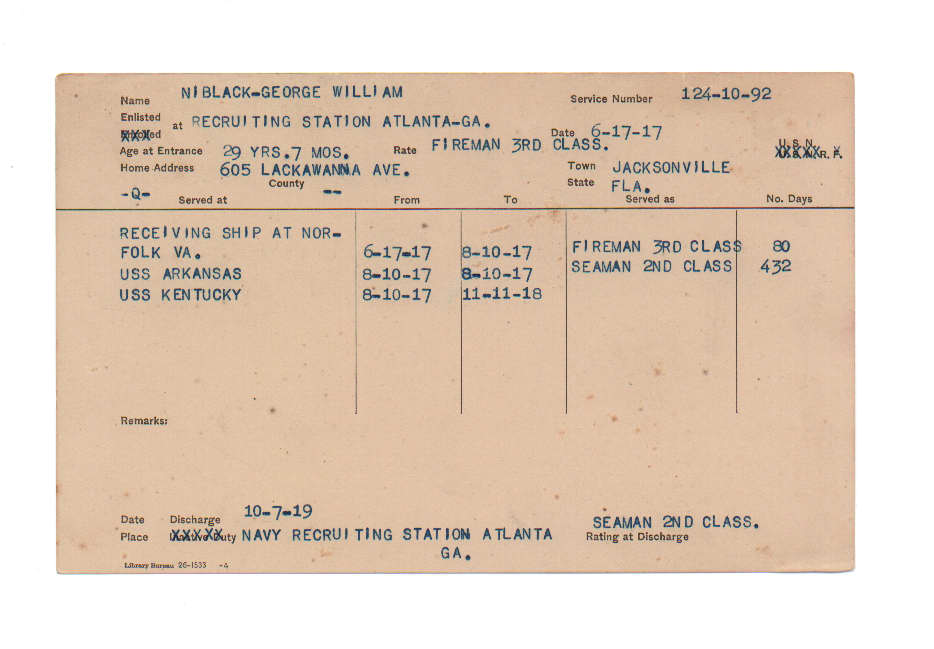 Name NIBLACK-GEORGE WILLIAM Service Number 124-10-92
Enlisted at RECRUITING STATION ATLANTA-GA. Date 6-17-17
Age at Entrance 29 YRS.7 MOS. Rate FIREMAN 3RD CLASS. U.S.N.
Home Address 605 LACKAWANNA AVE. Town JACKSONVILLE
-Q- County -- State FLA.
Served at From To Served as No. Days
RECEIVING SHIP AT NOR-
FOLK VA. 6-17-17 8-10-17 FIREMAN 3RD CLASS 80
USS ARKANSAS 8-10-17 8-10-17 SEAMAN 2ND CLASS 432
USS KENTUCKY 8-10-17 11-11-18
Remarks:
Date Discharge 10-7-19 SEAMAN 2ND CLASS.
Place Inactive Duty NAVY RECRUITING STATION ATLANTA Rating at Discharge
GA.
Library Bureau 26-1533 -4